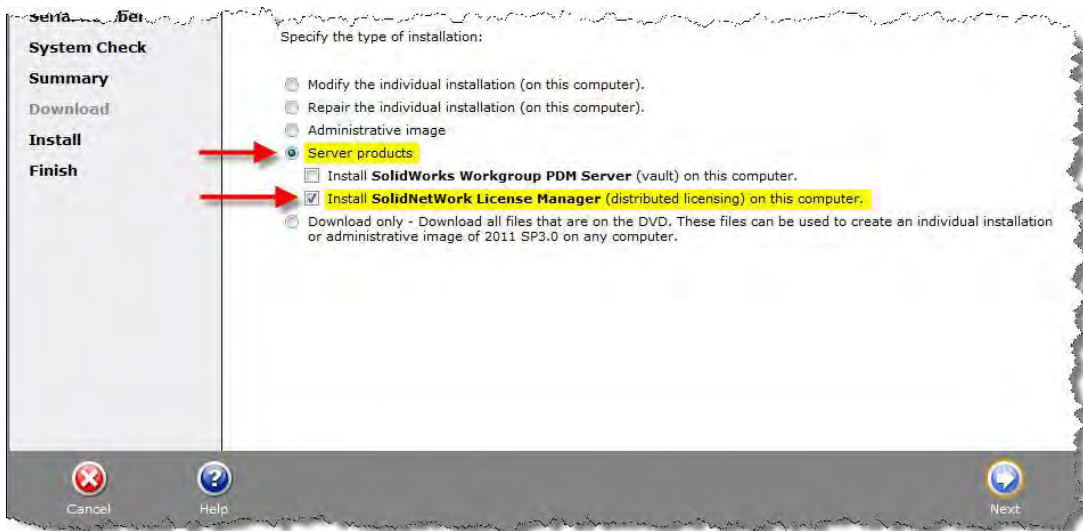 System Check
Summary
Download
Install
Finish
Specify the type of installation:
Modify the individual installation (on this computer).
Repair the individual installation (on this computer).
Administrative image
Server products
Install SolidWorks Workgroup PDM Server (vault) on this computer.
Install SolidNetWork License Manager (distributed licensing) on this computer.
Download only - Download all files that are on the DVD. These files can be used to create an individual installation
or administrative image of 2011 SP3.0 on any computer.
Cancel
Help
Next